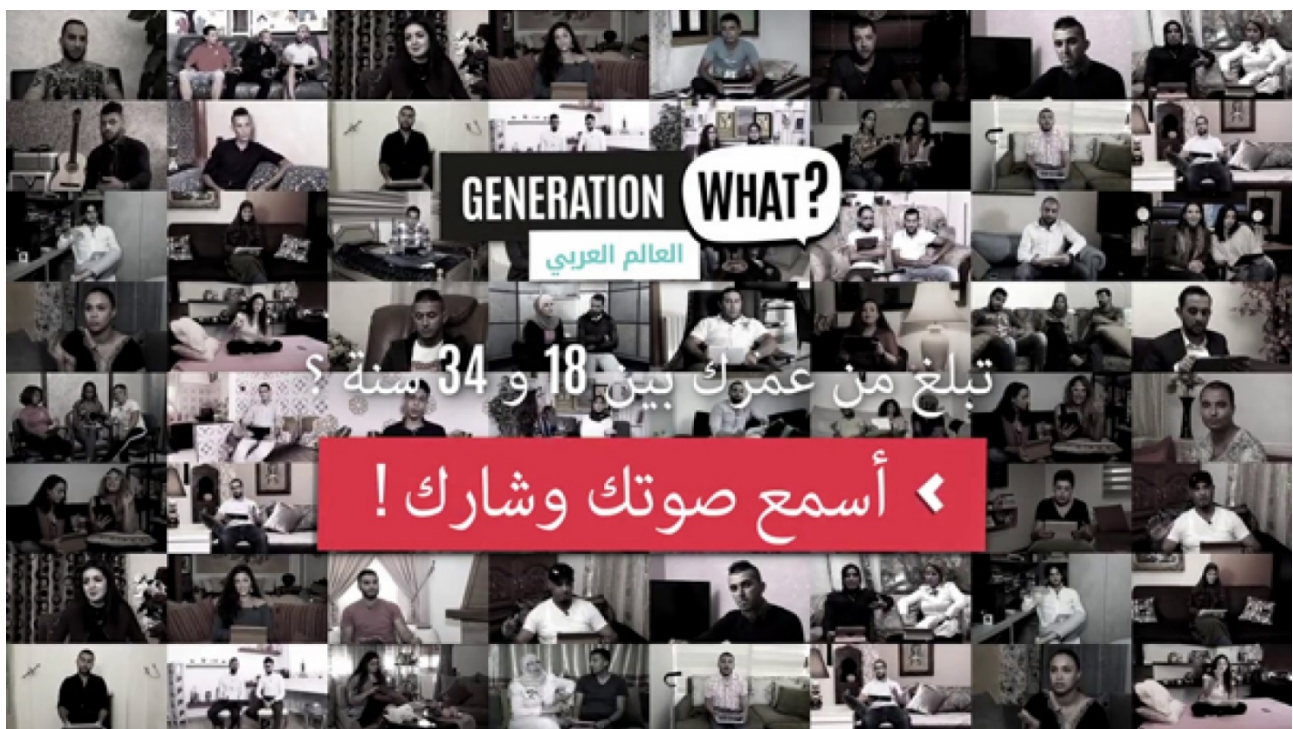 GENERATION WHAT?
العالم العربي
تبلغ من عمرك بين 18 و 34 سنة ؟
أسمع صوتك وشارك !